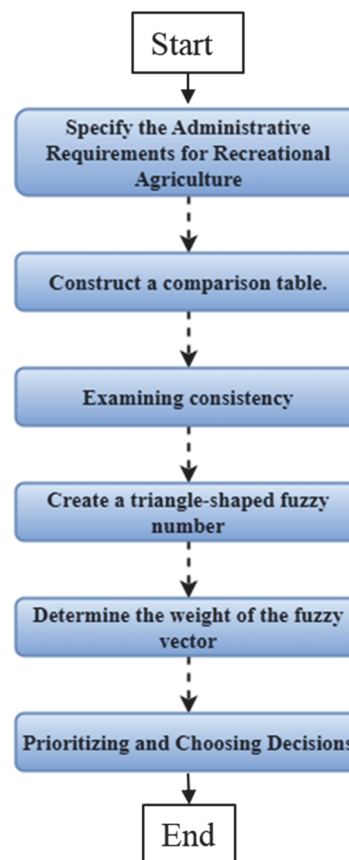 Start
Specify the Administrative
Requirements for Recreational
Agriculture
Construct a comparison table.
Examining consistency
Create a triangle-shaped fuzzy
number
Determine the weight of the fuzzy
vector
Prioritizing and Choosing Decisions
End